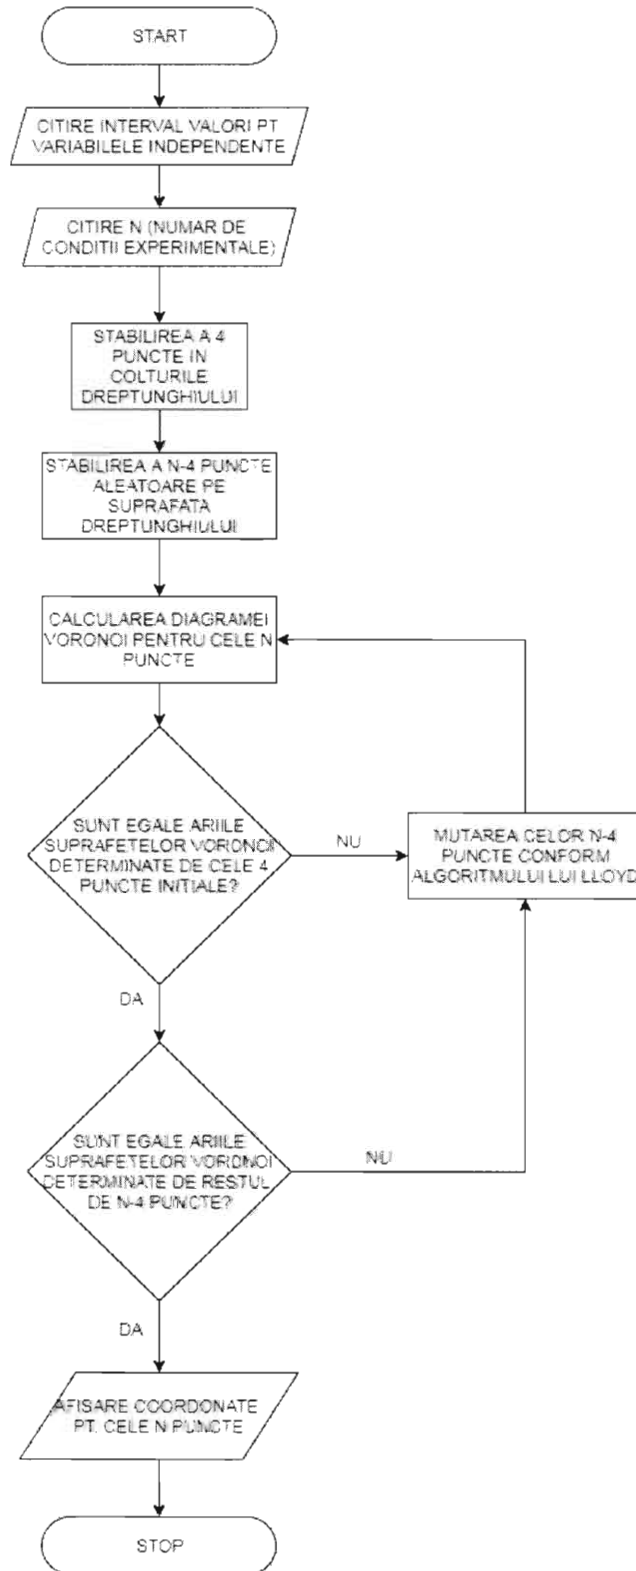 START
CITIRE INTERVAL VALORI PT
VARIABILELE INDEPENDENTE
CITIRE N (NUMAR DE
CONDITII EXPERIMENTALE)
STABILIREA A 4
PUNCTE IN
COLTURILE
DREPTUNGHIULUI
STABILIREA A N-4 PUNCTE
ALEATOARE PE
SUPRAFATA
DREPTUNGHIULUI
CALCULAREA DIAGRAMEI
VORONOI PENTRU CELE N
PUNCTE
SUNT EGALE ARIILE
SUPRAFETELOR VORONOI
DETERMINATE DE CELE 4
PUNCTE INITIALE?
NU
MUTAREA CELOR N-4
PUNCTE CONFORM
ALGORITMULUI LUI LLOYD
DA
SUNT EGALE ARIILE
SUPRAFETELOR VORONOI
DETERMINATE DE RESTUL
DE N-4 PUNCTE?
NU
DA
AFISARE COORDONATE
PT. CELE N PUNCTE
STOP